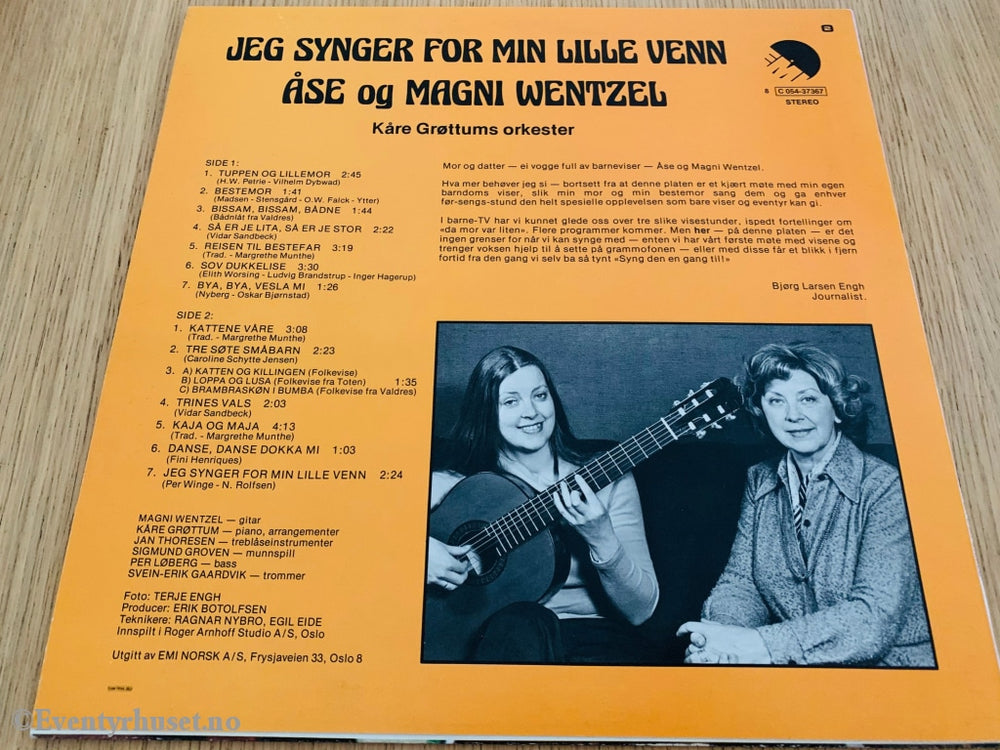 JEG SYNGER FOR MIN LILLE VENN
ÅSE og MAGNI WENTZEL
Kåre Grøttums orkester
2
EMI
8 C 054-37367
STEREO
SIDE 1:
1. TUPPEN OG LILLEMOR 2:45
(H.W. Petrie - Vilhelm Dybwad)
2. BESTEMOR 1:41
(Madsen - Stensgård - O.W. Falck - Ytter)
3. BISSAM, BISSAM, BÅDNE 1:44
(Bådnlåt fra Valdres)
4. SÅ ER JE LITA, SÅ ER JE STOR 2:22
(Vidar Sandbeck)
5. REISEN TIL BESTEFAR 3:19
(Trad. - Margrethe Munthe)
6. SOV DUKKELISE 3:30
(Elith Worsing - Ludvig Brandstrup - Inger Hagerup)
7. BYA, BYA, VESLA MI 1:26
(Nyberg - Oskar Bjørnstad)
SIDE 2:
1. KATTENE VÅRE 3:08
(Trad. - Margrethe Munthe)
2. TRE SØTE SMÅBARN 2:23
(Caroline Schytte Jensen)
3. A) KATTEN OG KILLINGEN (Folkevise)
B) LOPPA OG LUSA (Folkevise fra Toten) 1:35
C) BRAMBRASKØN I BUMBA (Folkevise fra Valdres)
4. TRINES VALS 2:03
(Vidar Sandbeck)
5. KAJA OG MAJA 4:13
(Trad. - Margrethe Munthe)
6. DANSE, DANSE DOKKA MI 1:03
(Fini Henriques)
7. JEG SYNGER FOR MIN LILLE VENN 2:24
(Per Winge - N. Rolfsen)
MAGNI WENTZEL — gitar
KÅRE GRØTTUM — piano, arrangementer
JAN THORESEN — treblåseinstrumenter
SIGMUND GROVEN — munnspill
PER LØBERG — bass
SVEIN-ERIK GAARDVIK — trommer
Foto: TERJE ENGH
Producer: ERIK BOTOLFSEN
Teknikere: RAGNAR NYBRO, EGIL EIDE
Innspilt i Roger Arnhoff Studio A/S, Oslo
Utgitt av EMI NORSK A/S, Frysjaveien 33, Oslo 8
Mor og datter — ei vogge full av barneviser — Åse og Magni Wentzel.
Hva mer behøver jeg si — bortsett fra at denne platen er et kjært møte med min egen
barndoms viser, slik min mor og min bestemor sang dem og ga enhver
før-sengs-stund den helt spesielle opplevelsen som bare viser og eventyr kan gi.
I barne-TV har vi kunnet glede oss over tre slike visestunder, ispedt fortellinger om
«da mor var liten». Flere programmer kommer. Men her — på denne platen — er det
ingen grenser for når vi kan synge med — enten vi har vårt første møte med visene og
trenger voksen hjelp til å sette på grammofonen — eller med disse får et blikk i fjern
fortid fra den gang vi selv ba så tynt «Syng den en gang til!»
Bjørg Larsen Engh
Journalist.
©Eventyrhuset.no